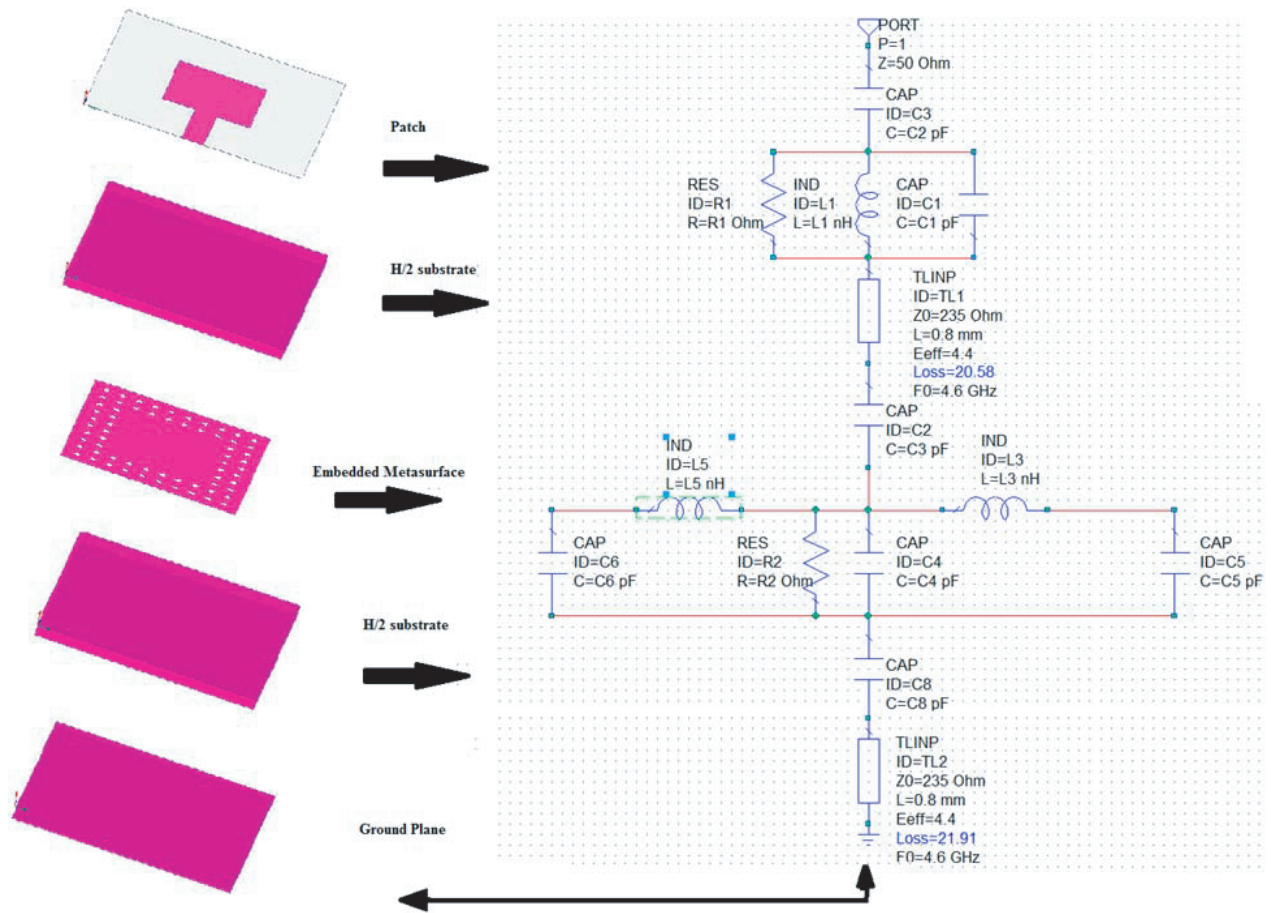 PORT
P=1
Z=50 Ohm
CAP
ID=C3
C=C2 pF
Patch
RES
ID=R1
R=R1 Ohm
IND
ID=L1
L=L1 nH
CAP
ID=C1
C=C1 pF
H/2 substrate
TLINP
ID=TL1
Z0=235 Ohm
L=0.8 mm
Eeff=4.4
Loss=20.58
F0=4.6 GHz
CAP
ID=C2
C=C3 pF
IND
ID=L5
L=L5 nH
IND
ID=L3
L=L3 nH
Embedded Metasurface
CAP
ID=C6
C=C6 pF
RES
ID=R2
R=R2 Ohm
CAP
ID=C4
C=C4 pF
CAP
ID=C5
C=C5 pF
H/2 substrate
CAP
ID=C8
C=C8 pF
TLINP
ID=TL2
Z0=235 Ohm
L=0.8 mm
Eeff=4.4
Loss=21.91
F0=4.6 GHz
Ground Plane